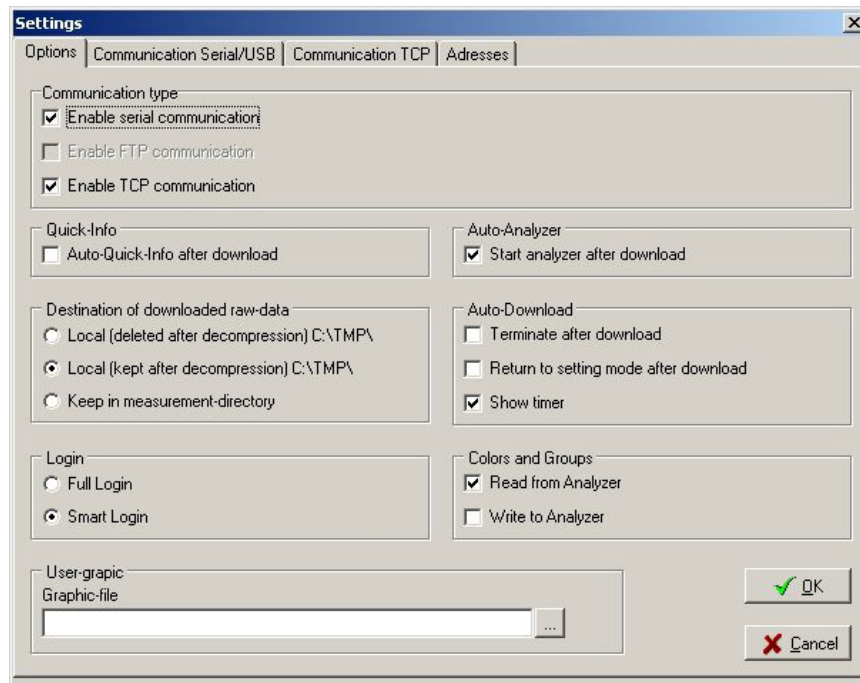 Settings
Options Communication Serial/USB Communication TCP Adresses
Communication type
Enable serial communication
Enable FTP communication
Enable TCP communication
Quick-Info
Auto-Quick-Info after download
Auto-Analyzer
Start analyzer after download
Destination of downloaded raw-data
Local (deleted after decompression) C:\TMP\
Local (kept after decompression) C:\TMP\
Keep in measurement-directory
Auto-Download
Terminate after download
Return to setting mode after download
Show timer
Login
Full Login
Smart Login
Colors and Groups
Read from Analyzer
Write to Analyzer
User-grapic
Graphic-file
...
OK
Cancel